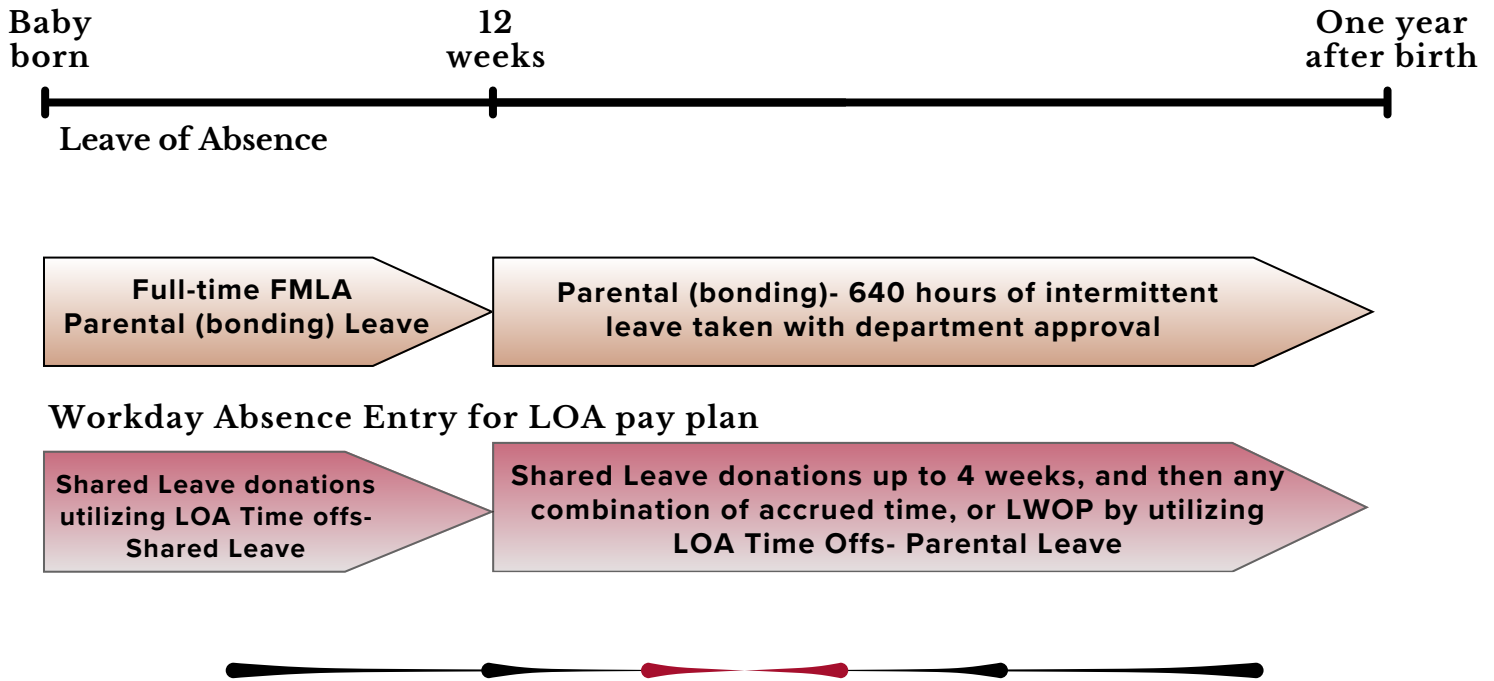 Baby
born
12
weeks
One year
after birth
Leave of Absence
Full-time FMLA
Parental (bonding) Leave
Parental (bonding)- 640 hours of intermittent
leave taken with department approval
Workday Absence Entry for LOA pay plan
Shared Leave donations
utilizing LOA Time offs-
Shared Leave
Shared Leave donations up to 4 weeks, and then any
combination of accrued time, or LWOP by utilizing
LOA Time Offs- Parental Leave